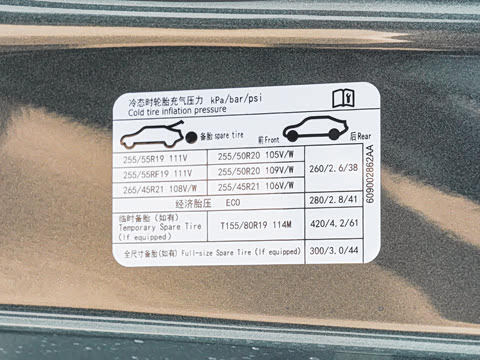 冷态时轮胎充气压力 kPa/bar/psi
Cold tire inflation pressure
备胎 spare tire 前Front 后Rear
255/55R19 111V 255/50R20 105V/W
255/55RF19 111V 255/50R20 109V/W 260/2.6/38
265/45R21 108V/W 255/45R21 106V/W
经济胎压 ECO 280/2.8/41
临时备胎 (如有)
Temporary Spare Tire T155/80R19 114M 420/4.2/61
(If equipped)
全尺寸备胎(如有) Full-size Spare Tire (If equipped) 300/3.0/44
609002862AA